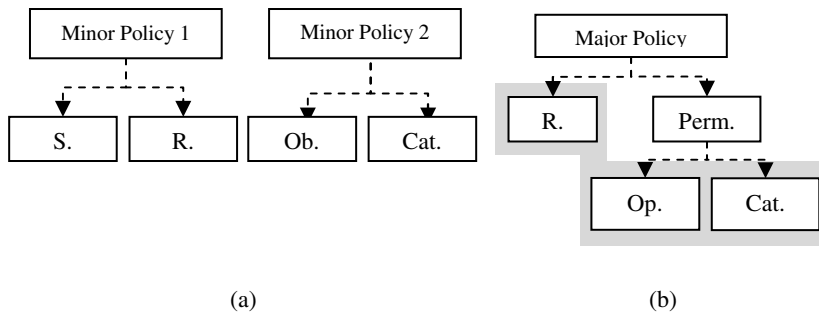 Minor Policy 1
Minor Policy 2
Major Policy
S.
R.
Ob.
Cat.
R.
Perm.
Op.
Cat.
(a)
(b)